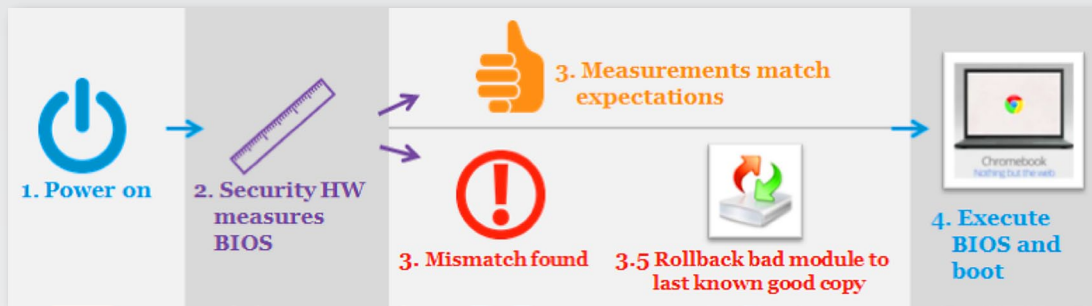 1. Power on
2. Security HW
measures
BIOS
3. Measurements match
expectations
3. Mismatch found
3.5 Rollback bad module to
last known good copy
Chromebook
Nothing but the web
4. Execute
BIOS and
boot